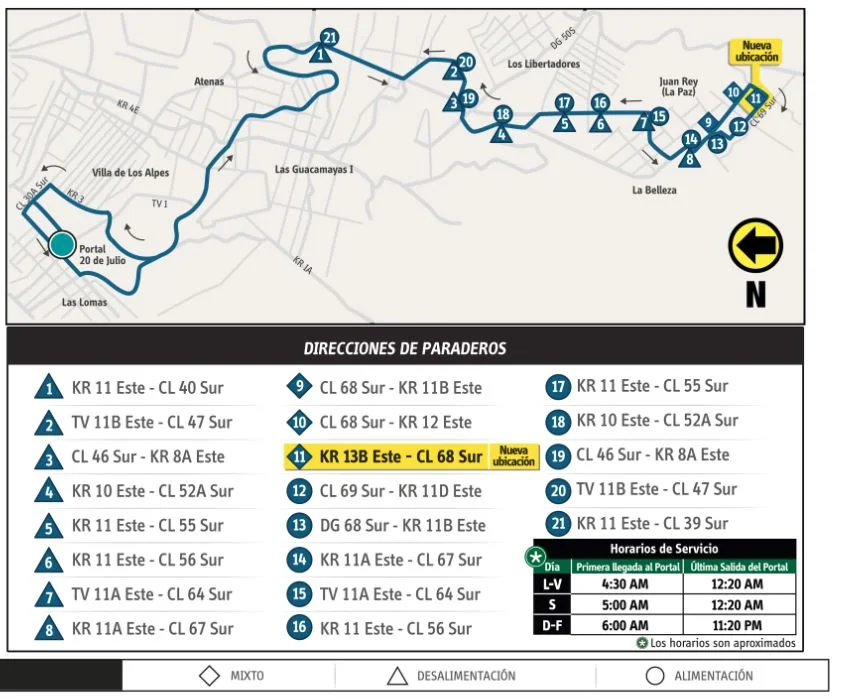 21
1
20
2
DG 50S
Los Libertadores
Nueva
ubicación
Juan Rey
(La Paz)
Atenas
3
19
18
4
17
5
16
6
7
15
10
11
9
12
CL 69 Sur
14
13
8
KR 4E
La Belleza
Villa de Los Alpes
Las Guacamayas I
CL 30A Sur
KR 3
TV 1
Portal
20 de Julio
KR 1A
Las Lomas
N
DIRECCIONES DE PARADEROS
1 KR 11 Este - CL 40 Sur
2 TV 11B Este - CL 47 Sur
3 CL 46 Sur - KR 8A Este
4 KR 10 Este - CL 52A Sur
5 KR 11 Este - CL 55 Sur
6 KR 11 Este - CL 56 Sur
7 TV 11A Este - CL 64 Sur
8 KR 11A Este - CL 67 Sur
9 CL 68 Sur - KR 11B Este
10 CL 68 Sur - KR 12 Este
11 KR 13B Este - CL 68 Sur Nueva
ubicación
12 CL 69 Sur - KR 11D Este
13 DG 68 Sur - KR 11B Este
14 KR 11A Este - CL 67 Sur
15 TV 11A Este - CL 64 Sur
16 KR 11 Este - CL 56 Sur
17 KR 11 Este - CL 55 Sur
18 KR 10 Este - CL 52A Sur
19 CL 46 Sur - KR 8A Este
20 TV 11B Este - CL 47 Sur
21 KR 11 Este - CL 39 Sur
* Horarios de Servicio
Día Primera llegada al Portal Última Salida del Portal
L-V 4:30 AM 12:20 AM
S 5:00 AM 12:20 AM
D-F 6:00 AM 11:20 PM
* Los horarios son aproximados
MIXTO DESALIMENTACIÓN ALIMENTACIÓN